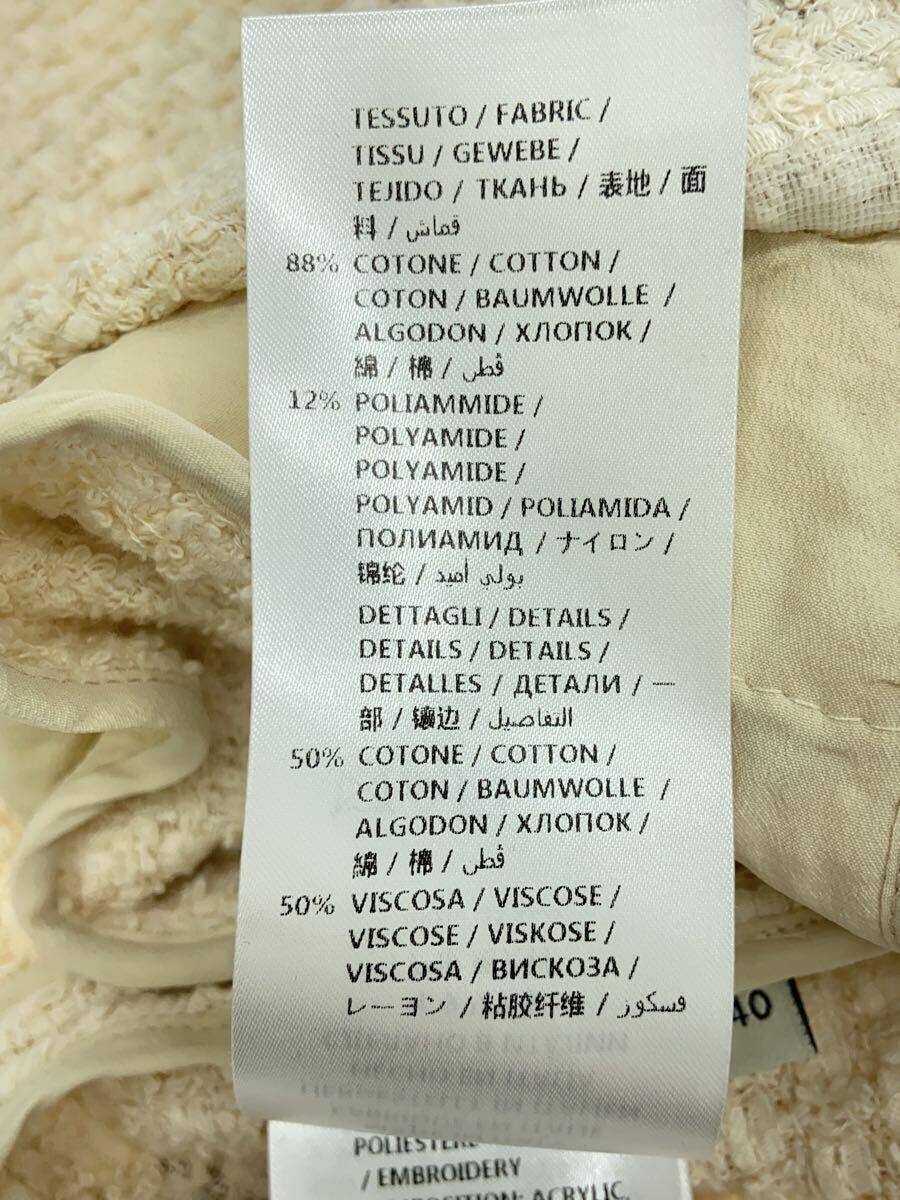 TESSUTO / FABRIC /
TISSU / GEWEBE /
TEJIDO / ТКАНЬ / 表地 / 面
料 / قماش
88% COTONE / COTTON /
COTON / BAUMWOLLE /
ALGODON / ХЛОПОК /
綿 / 棉 / قطن
12% POLIAMMIDE /
POLYAMIDE /
POLYAMIDE /
POLYAMID / POLIAMIDA /
ПОЛИАМИД / ナイロン /
锦纶 / بولي أميد
DETTAGLI / DETAILS /
DETAILS / DETAILS /
DETALLES / ДЕТАЛИ / 一
部 / 镶边 / التفاصيل
50% COTONE / COTTON /
COTON / BAUMWOLLE /
ALGODON / ХЛОПОК /
綿 / 棉 / قطن
50% VISCOSA / VISCOSE /
VISCOSE / VISKOSE /
VISCOSA / ВИСКОЗА /
レーヨン / 粘胶纤维 / فسكوز
40
/ EMBROIDERY
ACRYLIC,